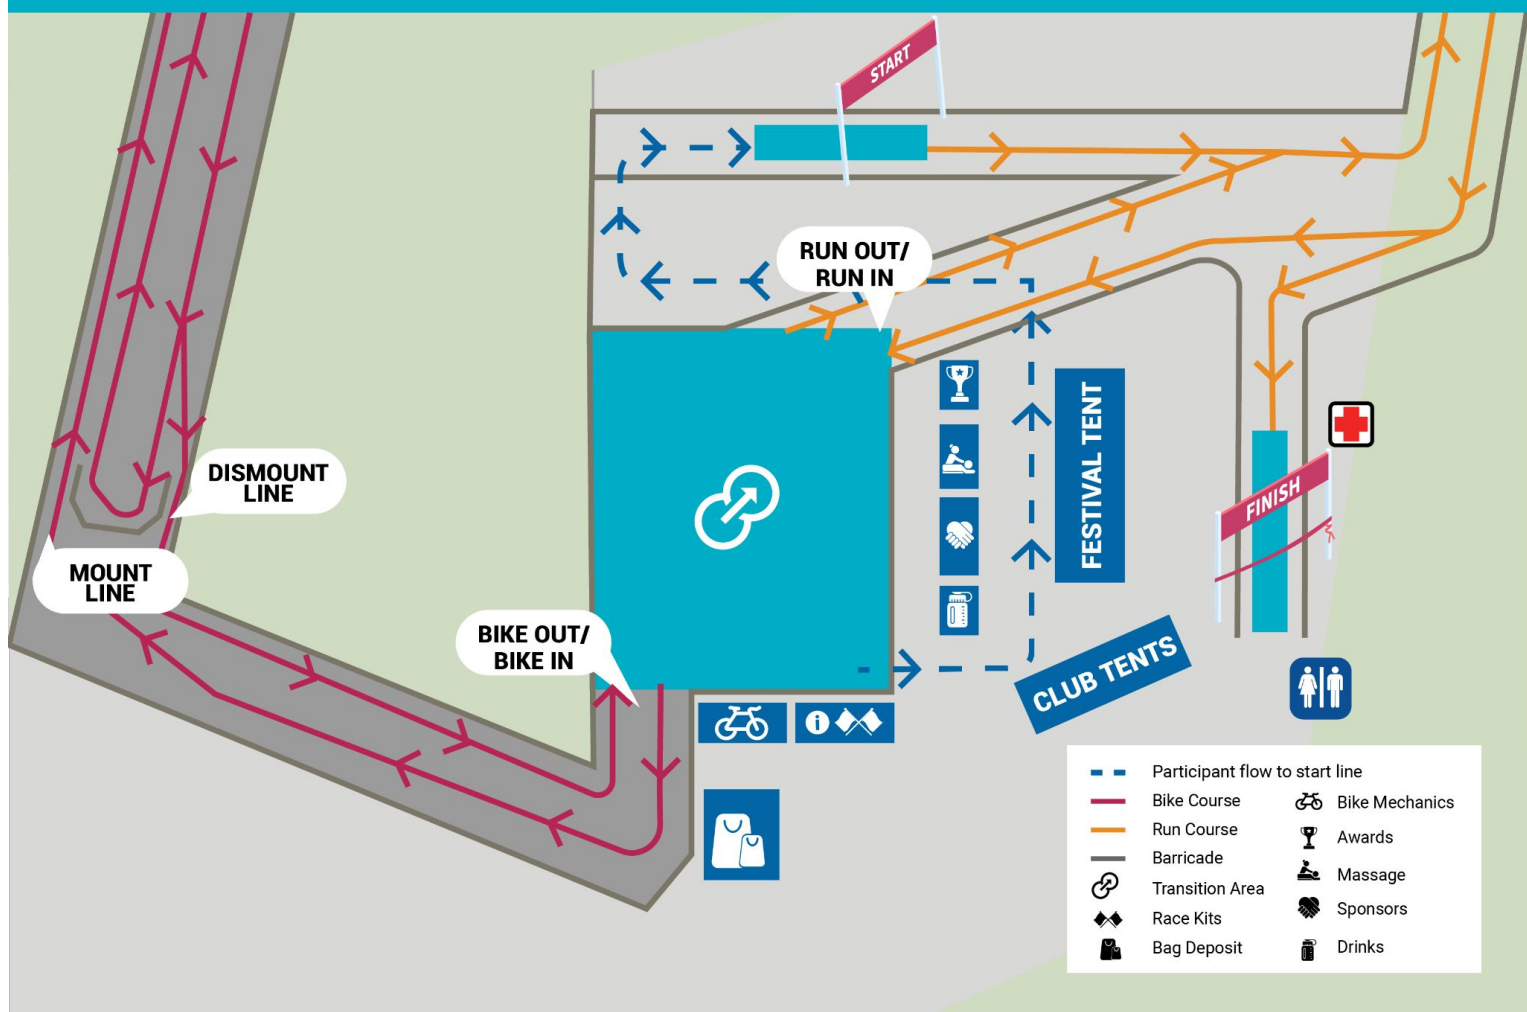 START
RUN OUT/
RUN IN
DISMOUNT
LINE
MOUNT
LINE
BIKE OUT/
BIKE IN
FESTIVAL TENT
FINISH
CLUB TENTS
i
Participant flow to start line
Bike Course
Run Course
Barricade
Transition Area
Race Kits
Bag Deposit
Bike Mechanics
Awards
Massage
Sponsors
Drinks